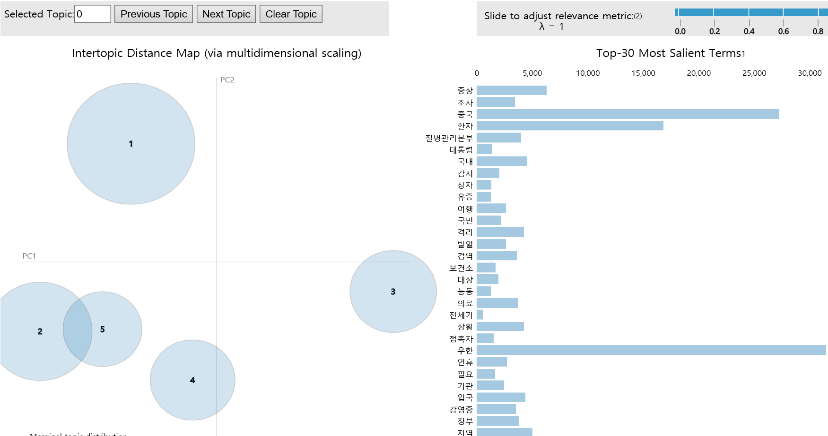 Selected Topic: 0 Previous Topic Next Topic Clear Topic
Slide to adjust relevance metric:(2)
λ = 1
0.0 0.2 0.4 0.6 0.8
Intertopic Distance Map (via multidimensional scaling)
PC2
PC1
1
2
5
3
4
Top-30 Most Salient Terms1
0 5,000 10,000 15,000 20,000 25,000 30,000
증상
조사
중국
환자
질병관리본부
대통령
국내
감시
상자
유증
여행
국민
격리
발열
검역
보건소
대상
능동
의료
전세기
상황
접촉자
우한
연휴
필요
기관
입국
감염증
정부
지역